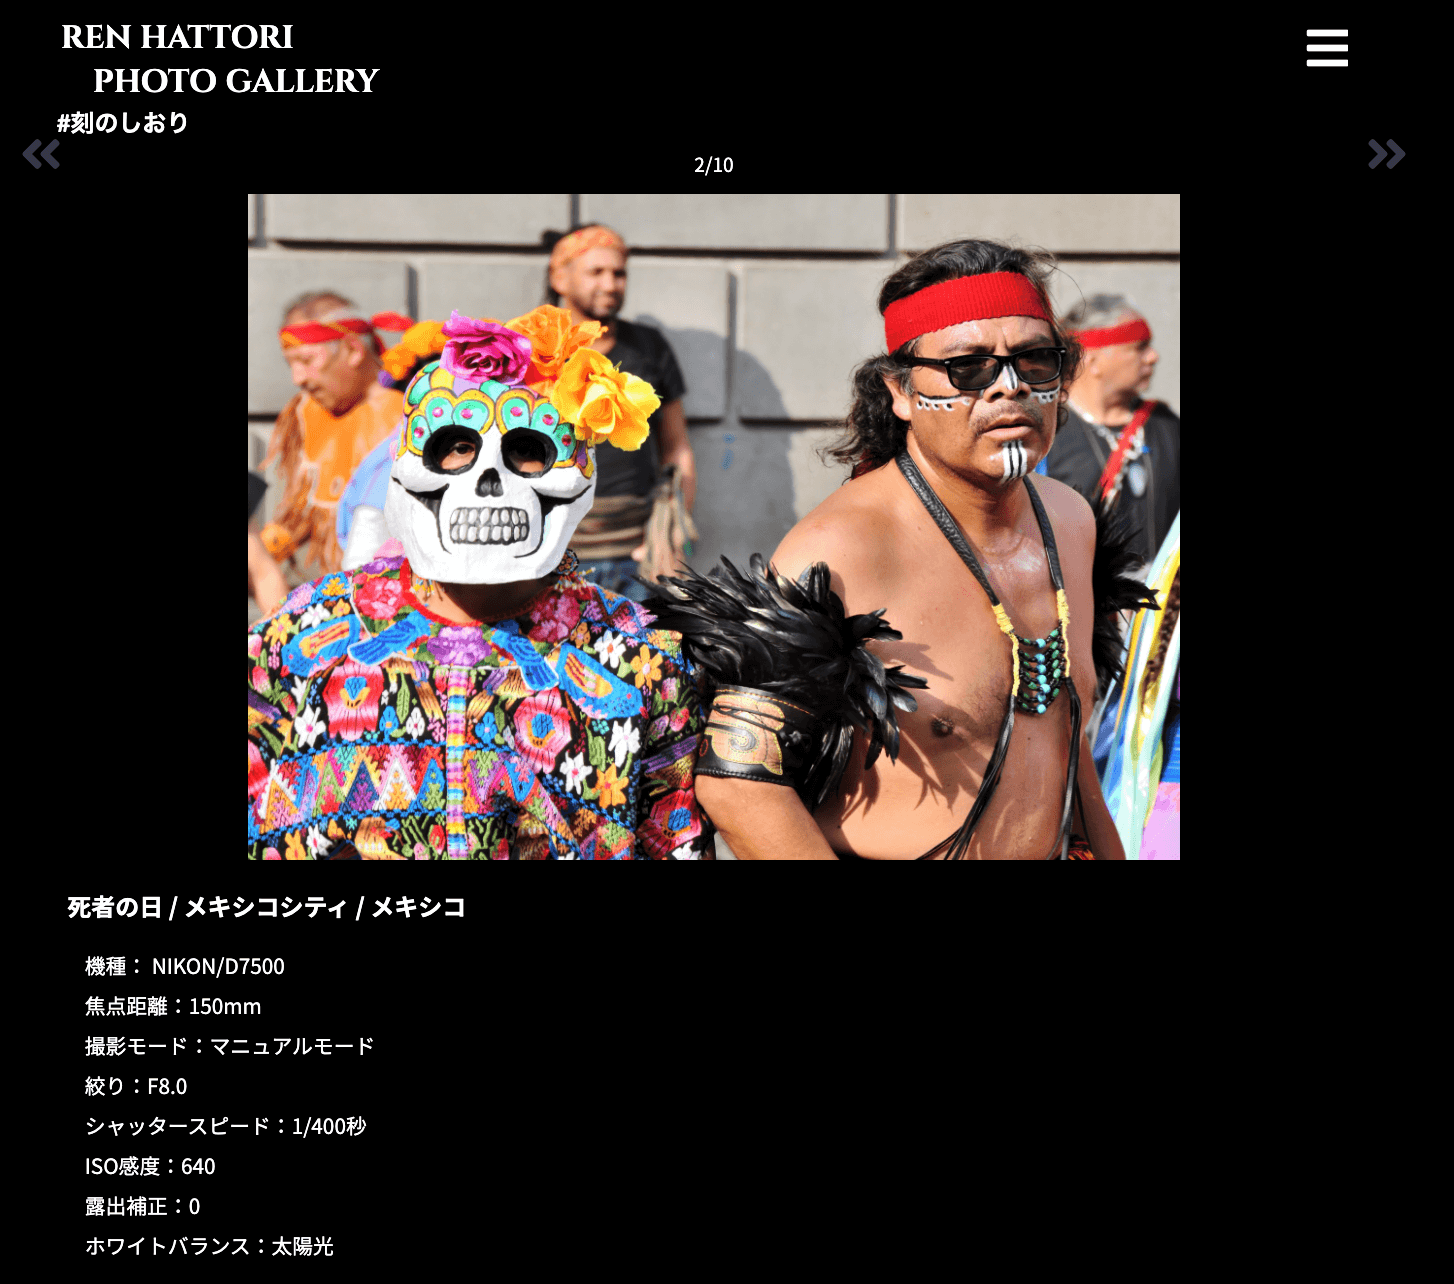 REN HATTORI
PHOTO GALLERY
#刻のしおり
2/10
死者の日 / メキシコシティ / メキシコ
機種： NIKON/D7500
焦点距離：150mm
撮影モード：マニュアルモード
絞り：F8.0
シャッタースピード：1/400秒
ISO感度：640
露出補正：0
ホワイトバランス：太陽光